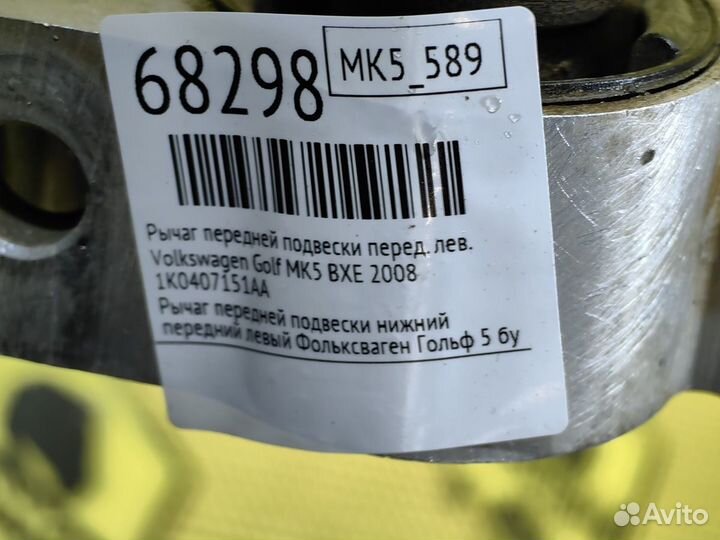 68298
MK5_589
Рычаг передней подвески перед. лев.
Volkswagen Golf MK5 BXE 2008
1K0407151AA
Рычаг передней подвески нижний
передний левый Фольксваген Гольф 5 бу
Avito